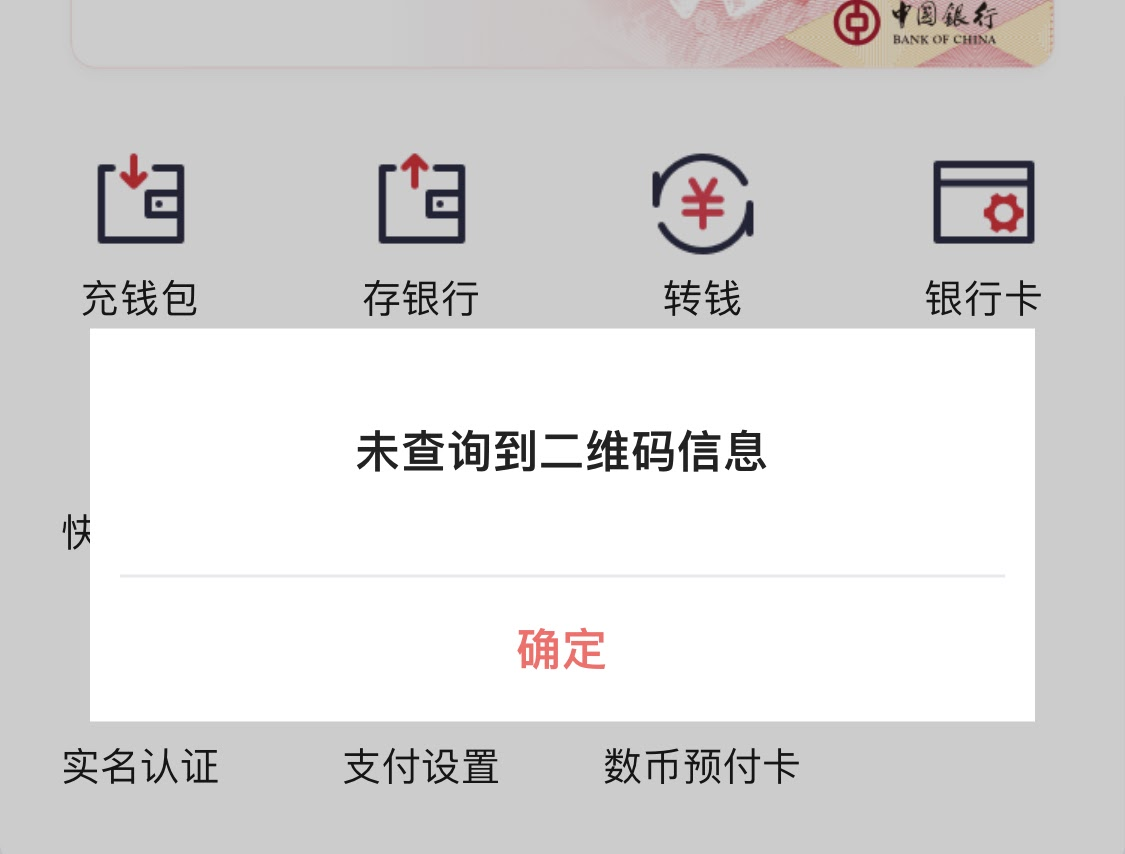 中国銀行
BANK OF CHINA
充钱包
存银行
转钱
银行卡
未查询到二维码信息
快
确定
实名认证
支付设置
数币预付卡